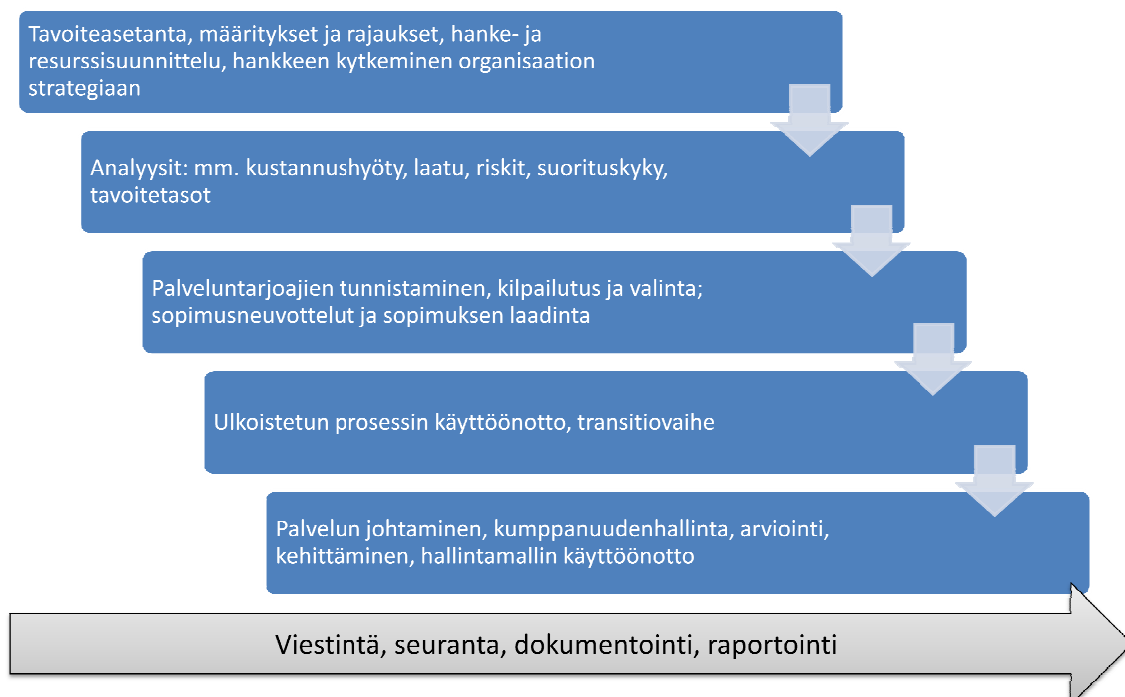 Tavoiteasetanta, määritykset ja rajaukset, hanke- ja
resurssisuunnittelu, hankkeen kytkeminen organisaation
strategiaan
Analyysit: mm. kustannushyöty, laatu, riskit, suorituskyky,
tavoitetasot
Palveluntarjoajien tunnistaminen, kilpailutus ja valinta;
sopimusneuvottelut ja sopimuksen laadinta
Ulkoistetun prosessin käyttöönotto, transitiovaihe
Palvelun johtaminen, kumppanuudenhallinta, arviointi,
kehittäminen, hallintamallin käyttöönotto
Viestintä, seuranta, dokumentointi, raportointi